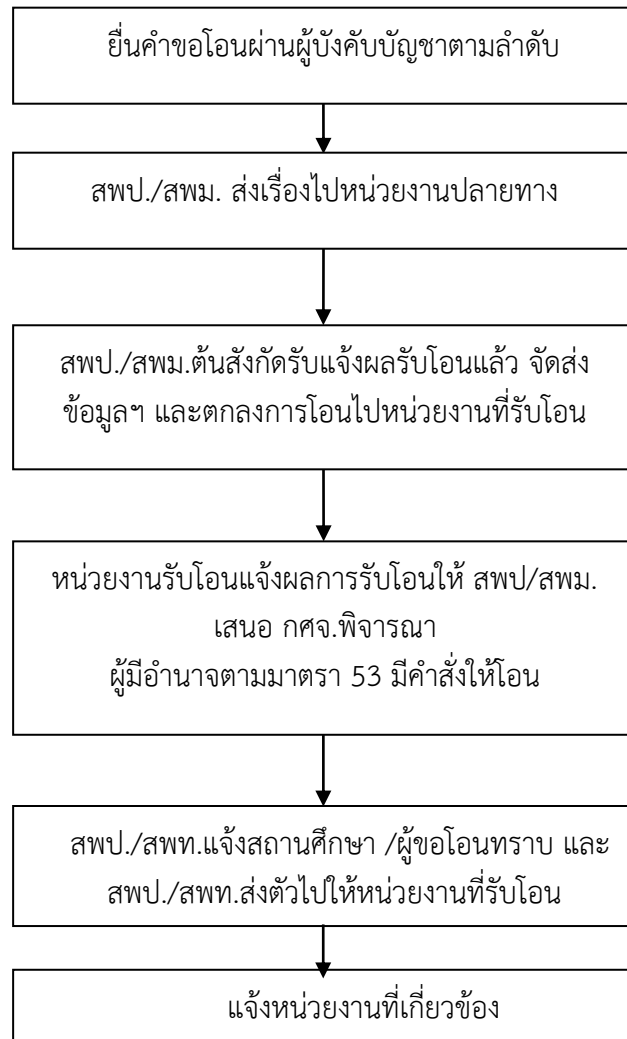 ยื่นคำขอโอนผ่านผู้บังคับบัญชาตามลำดับ
สพป./สพม. ส่งเรื่องไปหน่วยงานปลายทาง
สพป./สพม.ต้นสังกัดรับแจ้งผลรับโอนแล้ว จัดส่ง
ข้อมูลฯ และตกลงการโอนไปหน่วยงานที่รับโอน
หน่วยงานรับโอนแจ้งผลการรับโอนให้ สพป/สพม.
เสนอ กศจ.พิจารณา
ผู้มีอำนาจตามมาตรา 53 มีคำสั่งให้โอน
สพป./สพท.แจ้งสถานศึกษา /ผู้ขอโอนทราบ และ
สพป./สพท.ส่งตัวไปให้หน่วยงานที่รับโอน
แจ้งหน่วยงานที่เกี่ยวข้อง